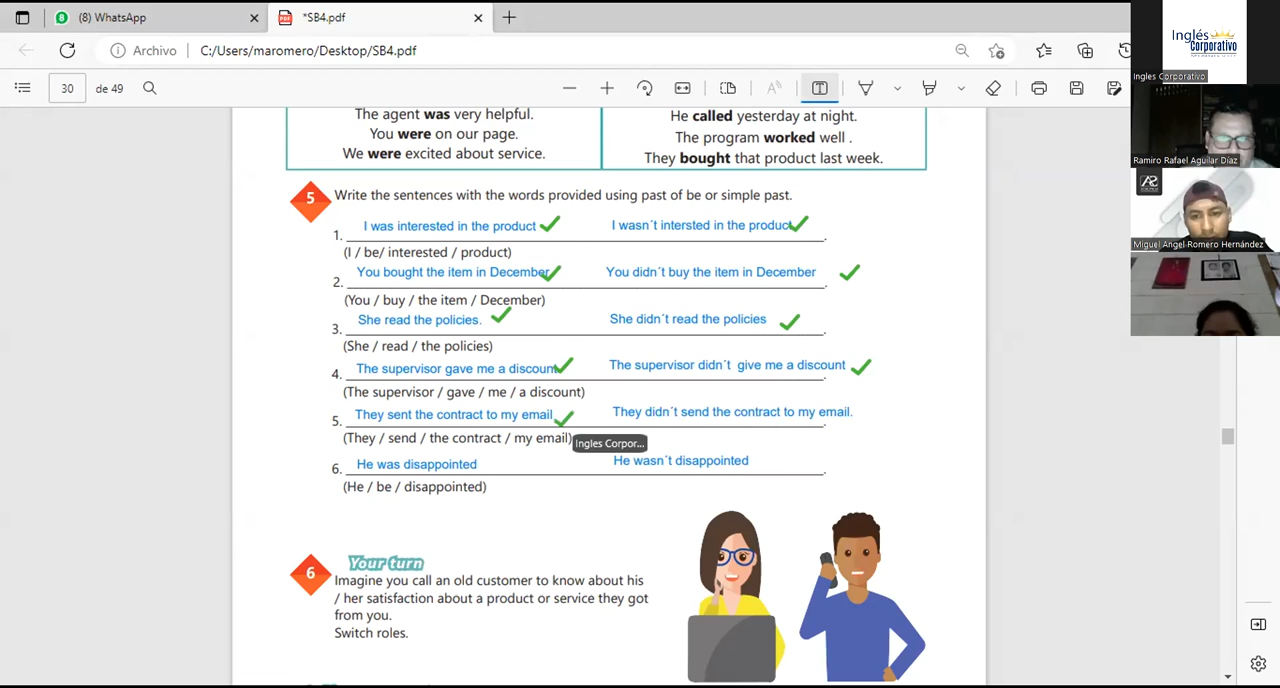 (8) WhatsApp
*SB4.pdf
Archivo
C:/Users/maromero/Desktop/SB4.pdf
30
de 49
Inglés
Corporativo
Ingles Corporativo
Ramiro Rafael Aguilar Díaz
Miguel Angel Romero Hernández
The agent was very helpful.
You were on our page.
We were excited about service.
He called yesterday at night.
The program worked well .
They bought that product last week.
5
Write the sentences with the words provided using past of be or simple past.
1. I was interested in the product I wasn´t intersted in the product.
(I / be/ interested / product)
2. You bought the item in December You didn´t buy the item in December .
(You / buy / the item / December)
3. She read the policies. She didn´t read the policies .
(She / read / the policies)
4. The supervisor gave me a discount The supervisor didn´t give me a discount .
(The supervisor / gave / me / a discount)
5. They sent the contract to my email They didn´t send the contract to my email. .
(They / send / the contract / my email)
Ingles Corpor...
6. He was disappointed He wasn´t disappointed .
(He / be / disappointed)
6
Your turn
Imagine you call an old customer to know about his
/ her satisfaction about a product or service they got
from you.
Switch roles.